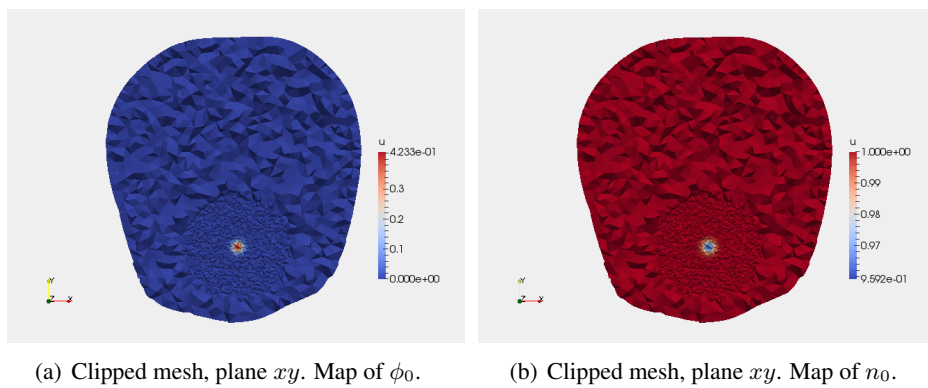 u
4.233e-01
0.3
0.2
0.1
0.000e+00
Y
Z
X
u
1.000e+00
0.99
0.98
0.97
9.592e-01
Y
Z
X
(a) Clipped mesh, plane xy. Map of ϕ₀.
(b) Clipped mesh, plane xy. Map of n₀.